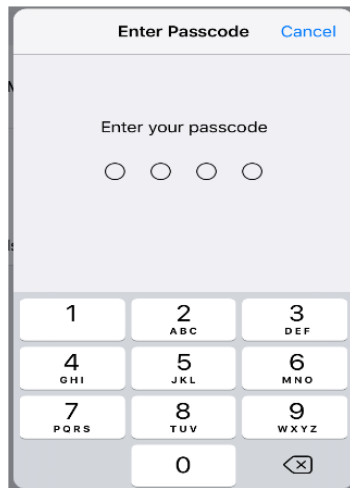 Enter Passcode Cancel
Enter your passcode
1 2 3
ABC DEF
4 5 6
GHI JKL MNO
7 8 9
PQRS TUV WXYZ
0